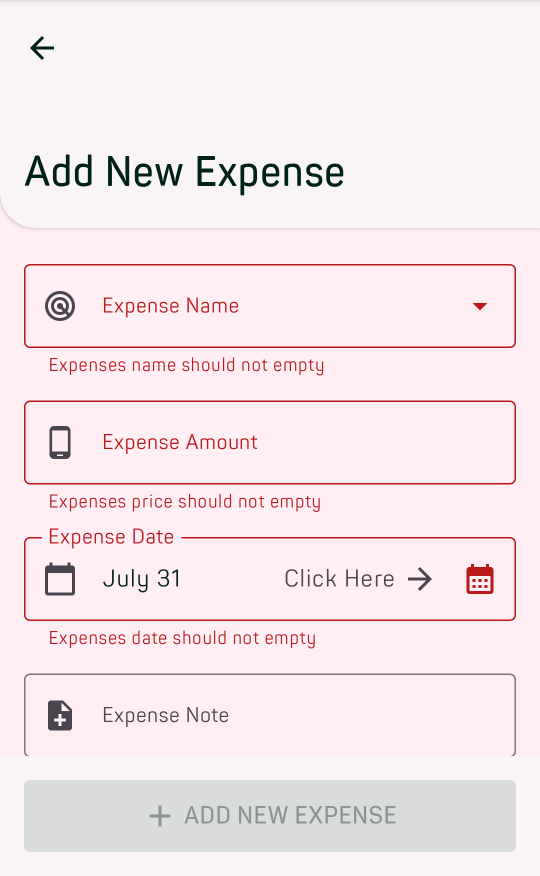 Add New Expense
Expense Name
Expenses name should not empty
Expense Amount
Expenses price should not empty
Expense Date
July 31 Click Here
Expenses date should not empty
Expense Note
ADD NEW EXPENSE